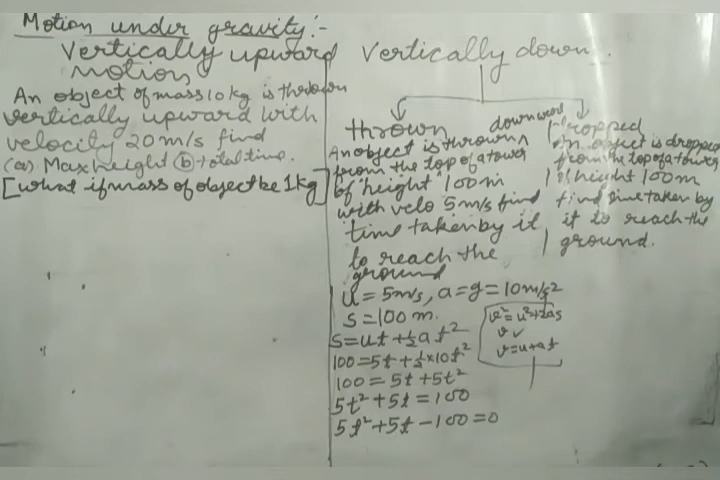 Motion under gravity:-
Vertically upward
motion
An object of mass 10 kg is thrown
vertically upward with
velocity 20 m/s find
(a) Max height (b) total time.
[what if mass of object be 1kg]
Vertically down.
thrown
An object is thrown downward
from the top of a tower
of height 100 m
with velo 5 m/s find
time taken by it
to reach the
ground
u = 5m/s, a = g = 10 m/s2
s = 100 m.
s = ut + 1/2 at²
100 = 5t + 1/2 × 10t²
100 = 5t + 5t²
5t² + 5t = 100
5t² + 5t - 100 = 0
v² = u² + 2as
v ✓
v = u + at
Dropped
An object is dropped
from the top of a tower
of height 100 m
find time taken by
it to reach the
ground.